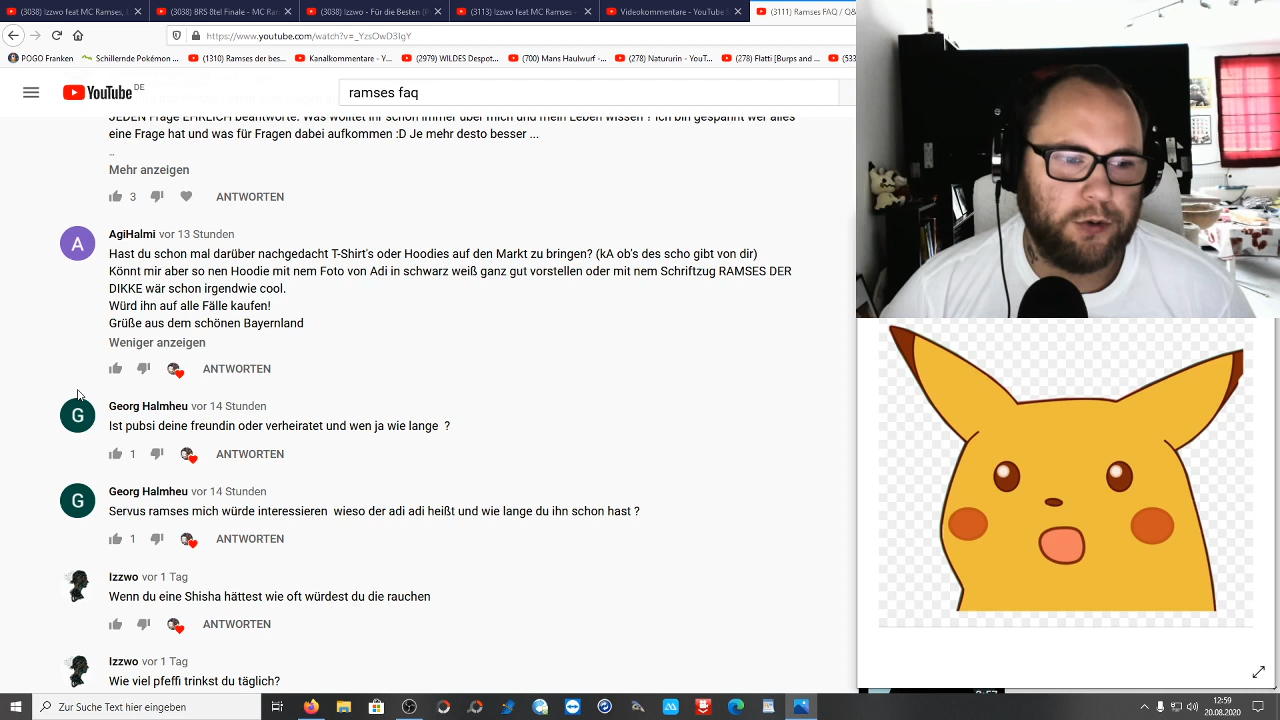 (3038) Izzwo feat MC Ramses,
(3038) BRS 8tel Finale - MC Ran
(3038) Izzwo - Für die Besten [P
(3113) Izzwo feat MC Ramses -
Videokommentare - YouTube S
(3111) Ramses FAQ / Q&
https://www.youtube.com/watch?v=_YzsOwD3IgY
POGO Franken
Schillernde Pokémon ...
(1310) Ramses der bes...
Kanalkommentare - Y...
(2979) WILDES Despot...
(700) Mans Haulwurf - ...
(278) Natururin - YouT...
(278) Flatti [Burps and ...
(533
YouTube DE
ramses faq
JEDEN Frage EHRLICH beantworte. Was wolltet ihr schon immer über mich und mein Leben wissen ? Ich bin gespannt wer alles
eine Frage hat und was für Fragen dabei aufkommen :D Je mehr desto besser ...
..
Mehr anzeigen
3 ANTWORTEN
A
AgiHalmi vor 13 Stunden
Hast du schon mal darüber nachgedacht T-Shirt's oder Hoodies auf den Markt zu bringen? (kA ob's des scho gibt von dir)
Könnt mir aber so nen Hoodie mit nem Foto von Adi in schwarz weiß ganz gut vorstellen oder mit nem Schriftzug RAMSES DER
DIKKE wär schon irgendwie cool.
Würd ihn auf alle Fälle kaufen!
Grüße aus dem schönen Bayernland
Weniger anzeigen
ANTWORTEN
G
Georg Halmheu vor 14 Stunden
Ist pubsi deine freundin oder verheiratet und wen ja wie lange ?
1 ANTWORTEN
G
Georg Halmheu vor 14 Stunden
Servus ramses mich würde interessieren wieso der adi adi heißt und wie lange du ihn schon hast ?
1 ANTWORTEN
Izzwo vor 1 Tag
Wenn du eine Shisha hättest wie oft würdest du die rauchen
ANTWORTEN
Izzwo vor 1 Tag
Wie viel pfeffi trinkst du täglich?
Zur Suche Text hier eingeben
12:59
20.08.2020